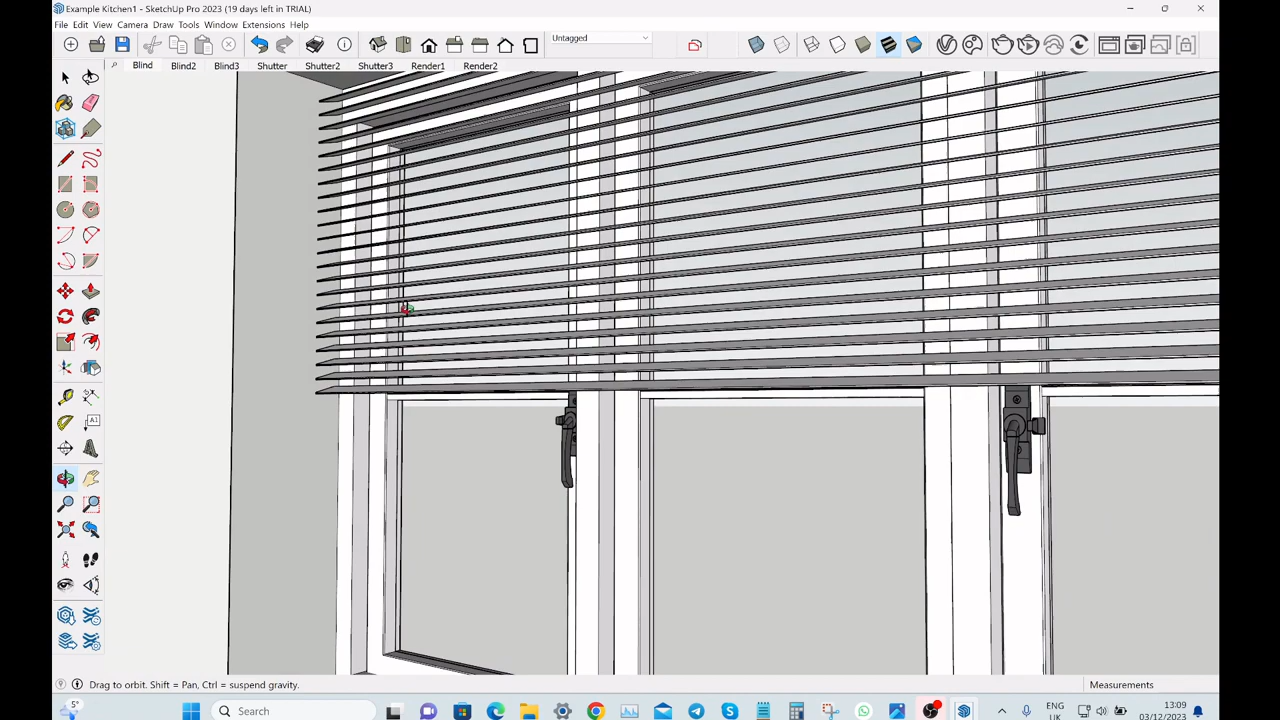 Example Kitchen1 - SketchUp Pro 2023 (19 days left in TRIAL)
File Edit View Camera Draw Tools Window Extensions Help
Untagged
Blind Blind2 Blind3 Shutter Shutter2 Shutter3 Render1 Render2
A1
Drag to orbit. Shift = Pan, Ctrl = suspend gravity.
Measurements
5°
Search
ENG
UK
13:09
03/12/2023